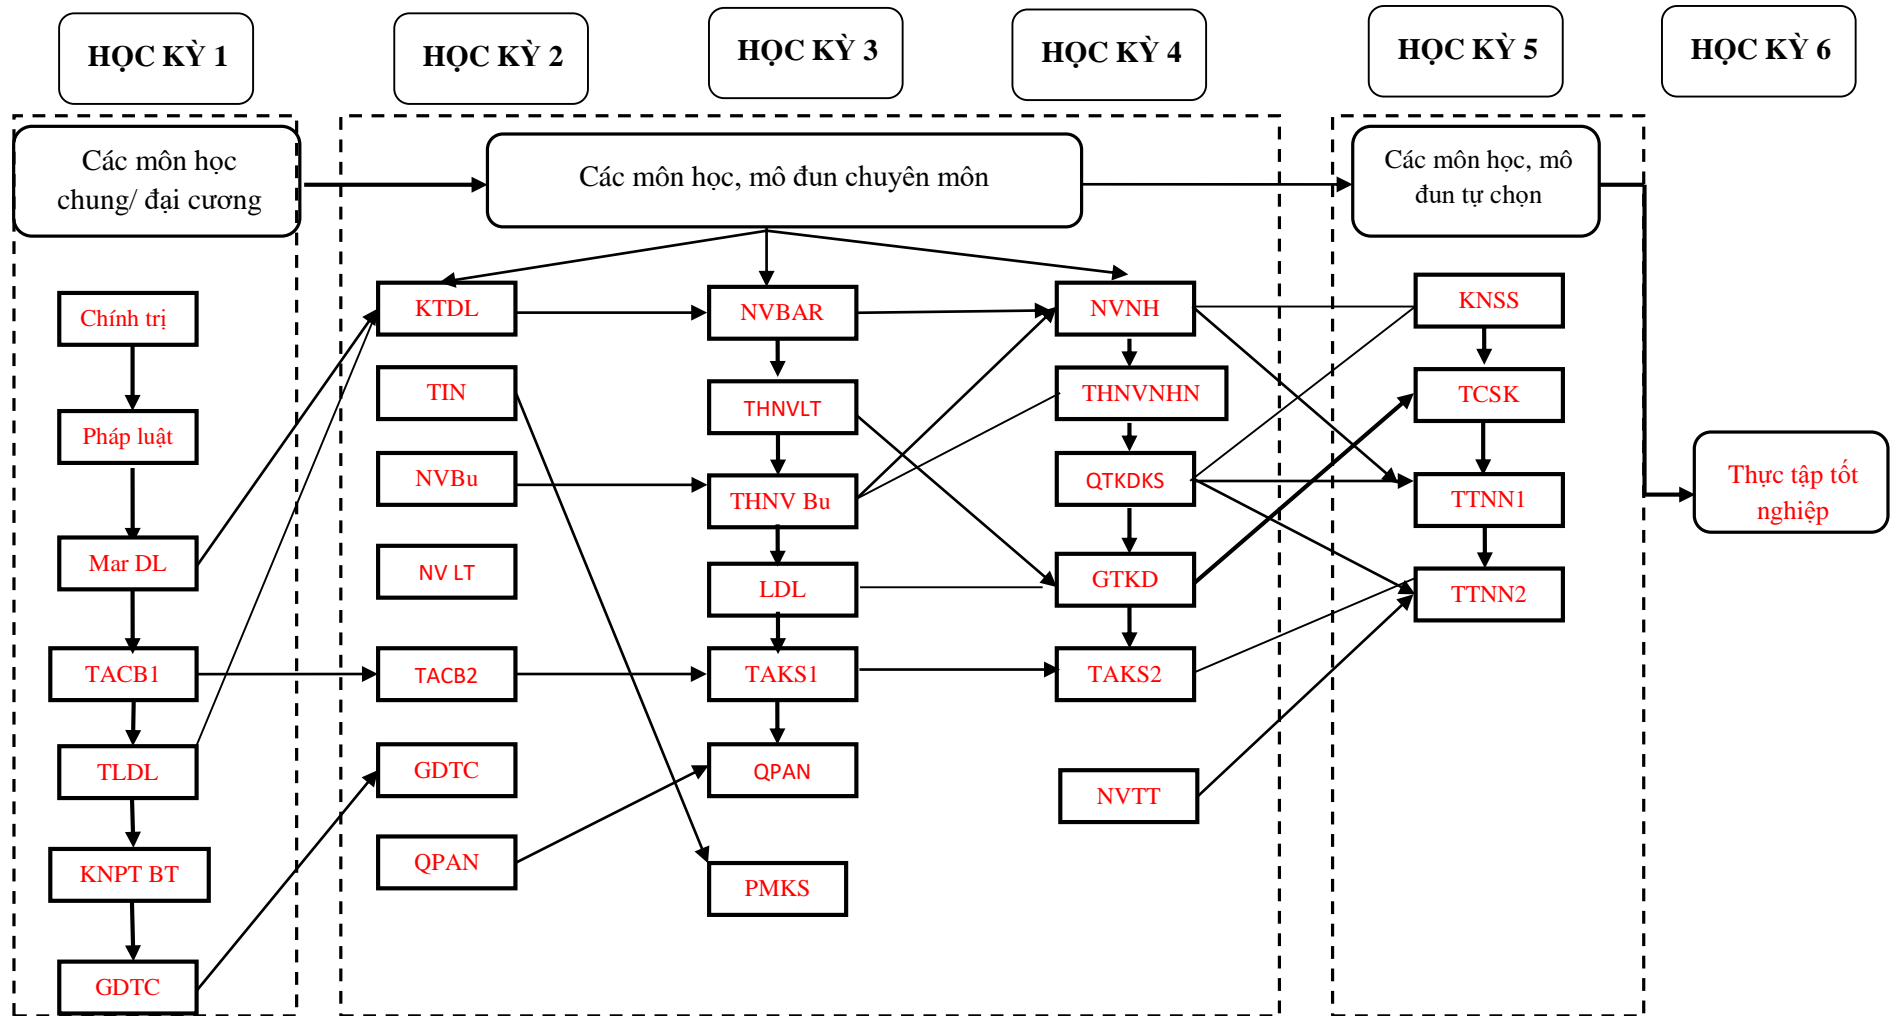 HỌC KỲ 1
HỌC KỲ 2
HỌC KỲ 3
HỌC KỲ 4
HỌC KỲ 5
HỌC KỲ 6
Các môn học
chung/ đại cương
Các môn học, mô đun chuyên môn
Các môn học, mô
đun tự chọn
Chính trị
Pháp luật
Mar DL
TACB1
TLDL
KNPT BT
GDTC
KTDL
TIN
NVBu
NV LT
TACB2
GDTC
QPAN
NVBAR
THNVLT
THNV Bu
LDL
TAKS1
QPAN
PMKS
NVNH
THNVNHN
QTKDKS
GTKD
TAKS2
NVTT
KNSS
TCSK
TTNN1
TTNN2
Thực tập tốt
nghiệp